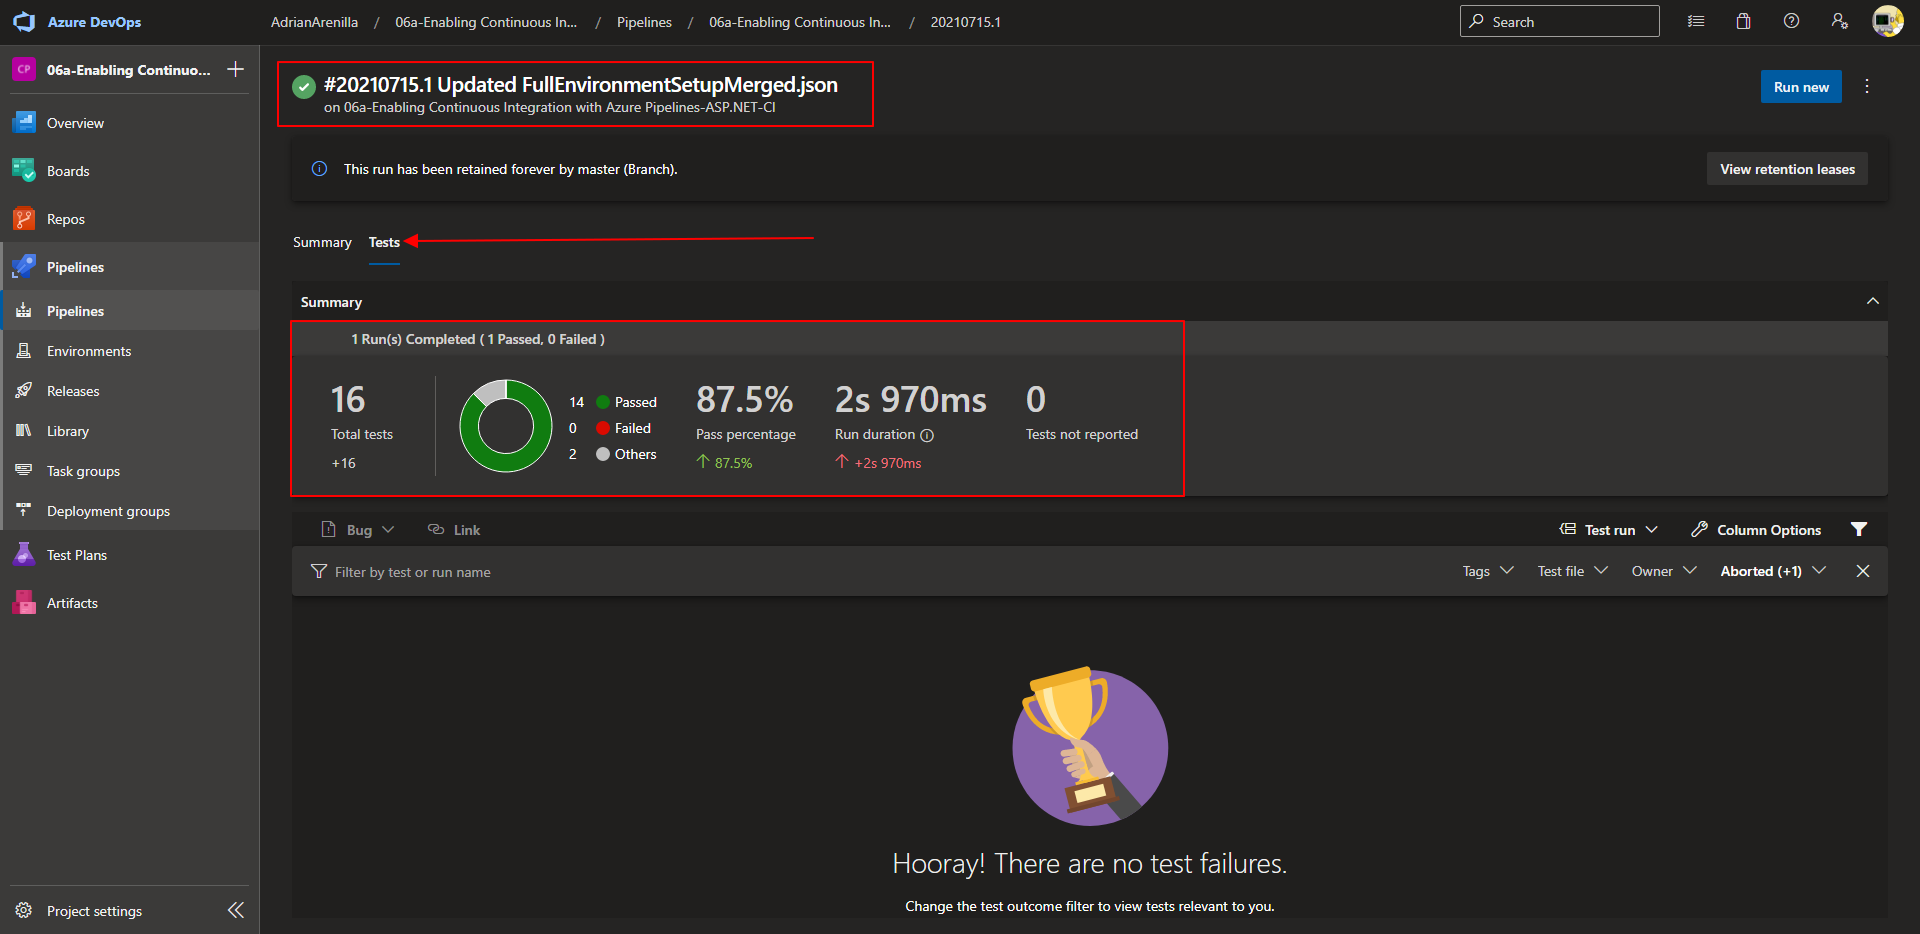 Azure DevOps
AdrianArenilla / 06a-Enabling Continuous In... / Pipelines / 06a-Enabling Continuous In... / 20210715.1
Search
CP 06a-Enabling Continuo...
Overview
Boards
Repos
Pipelines
Pipelines
Environments
Releases
Library
Task groups
Deployment groups
Test Plans
Artifacts
Project settings
#20210715.1 Updated FullEnvironmentSetupMerged.json
on 06a-Enabling Continuous Integration with Azure Pipelines-ASP.NET-CI
Run new
This run has been retained forever by master (Branch).
View retention leases
Summary Tests
Summary
1 Run(s) Completed ( 1 Passed, 0 Failed )
16
Total tests
+16
14 Passed
0 Failed
2 Others
87.5%
Pass percentage
87.5%
2s 970ms
Run duration
+2s 970ms
0
Tests not reported
Bug Link
Test run Column Options
Filter by test or run name
Tags Test file Owner Aborted (+1)
Hooray! There are no test failures.
Change the test outcome filter to view tests relevant to you.